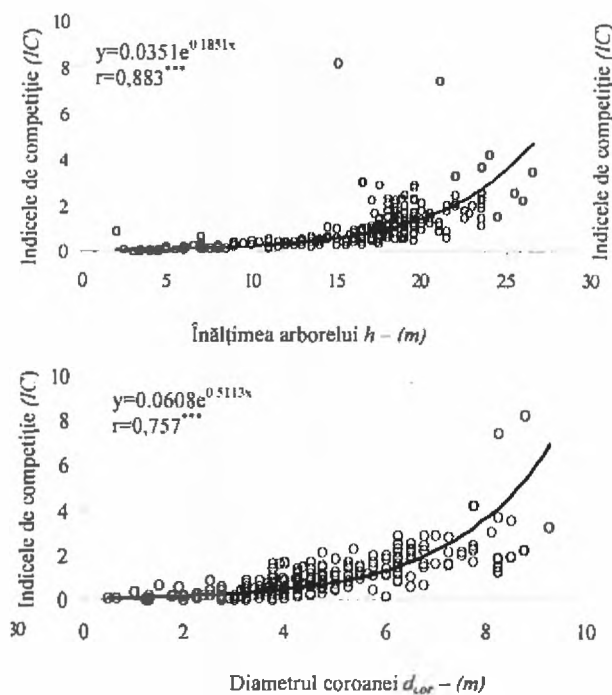 Indicele de competiție (IC)
10
8
6
4
2
0
y=0.0351e^0.1851x
r=0,883***
0 5 10 15 20 25 30
Înălțimea arborelui h – (m)
Indicele de competiție (IC)
Indicele de competiție (IC)
10
8
6
4
2
0
y=0.0608e^0.5113x
r=0,757***
30 0 2 4 6 8 10
Diametrul coroanei d_cor – (m)